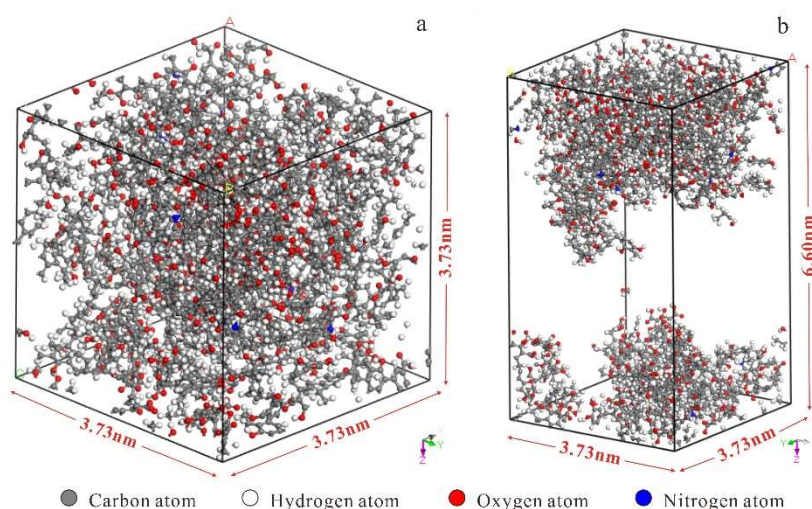 a
b
A
A
3.73nm
6.60nm
3.73nm
3.73nm
3.73nm
3.73nm
Y
Z
Y
Z
Carbon atom
Hydrogen atom
Oxygen atom
Nitrogen atom